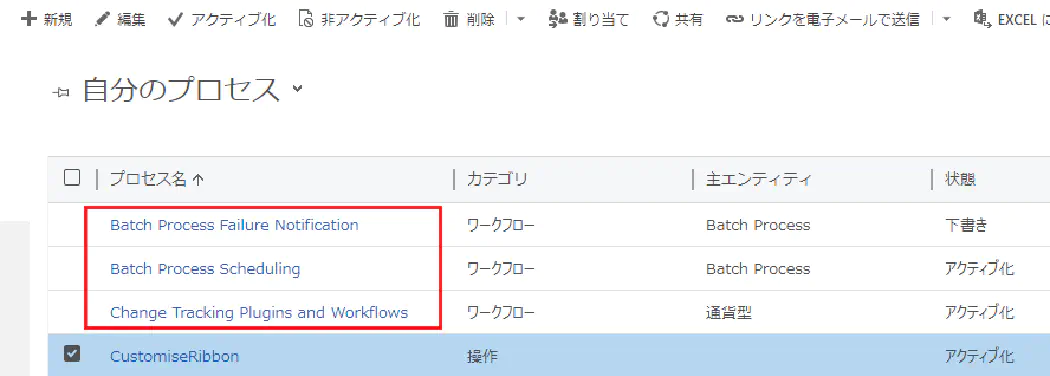 新規 編集 アクティブ化 非アクティブ化 削除 割り当て 共有 リンクを電子メールで送信 EXCEL に
自分のプロセス
プロセス名 ↑ カテゴリ 主エンティティ 状態
Batch Process Failure Notification ワークフロー Batch Process 下書き
Batch Process Scheduling ワークフロー Batch Process アクティブ化
Change Tracking Plugins and Workflows ワークフロー 通貨型 アクティブ化
CustomiseRibbon 操作 アクティブ化